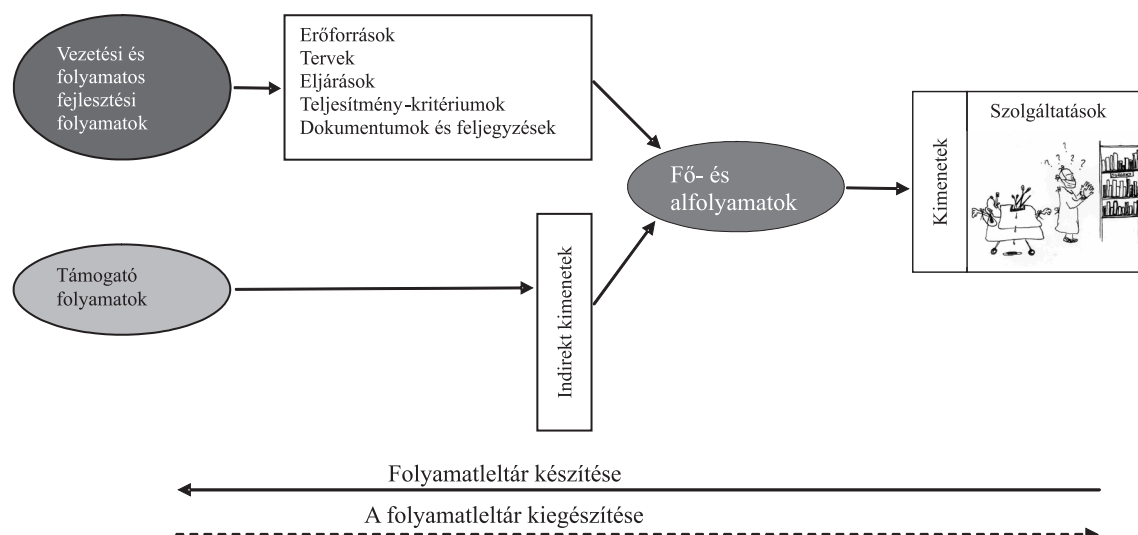 Vezetési és
folyamatos
fejlesztési
folyamatok
Erőforrások
Tervek
Eljárások
Teljesítmény-kritériumok
Dokumentumok és feljegyzések
Fő- és
alfolyamatok
Kimenetek
Szolgáltatások
? ? ? ? ?
Támogató
folyamatok
Indirekt kimenetek
Folyamatleltár készítése
A folyamatleltár kiegészítése